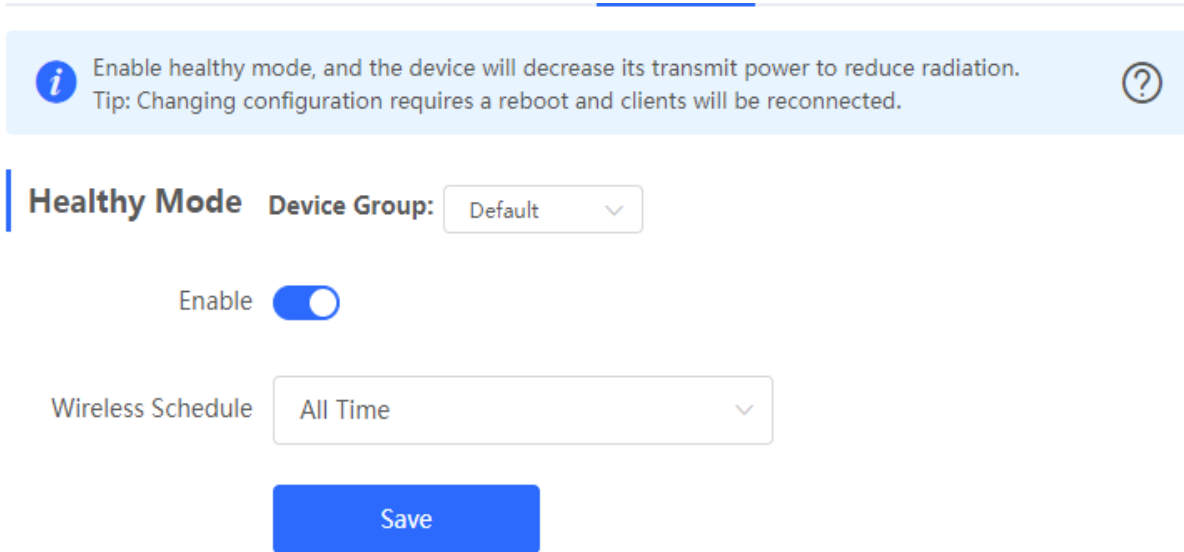 Enable healthy mode, and the device will decrease its transmit power to reduce radiation.
Tip: Changing configuration requires a reboot and clients will be reconnected.
Healthy Mode Device Group: Default
Enable
Wireless Schedule All Time
Save